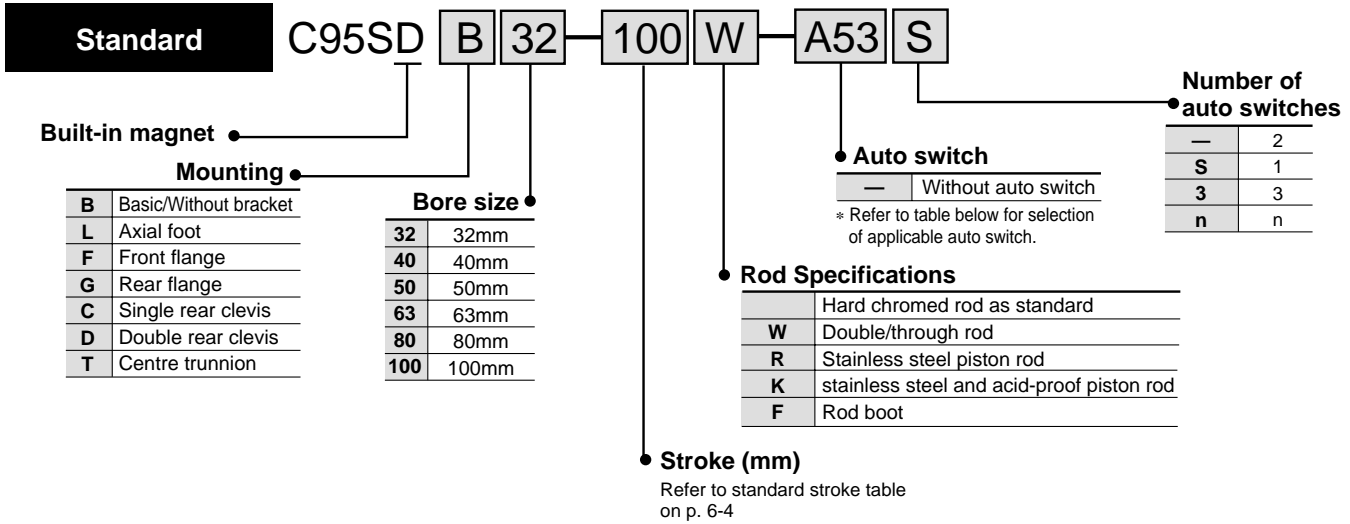 Standard
C95SD B 32 — 100 W — A53 S
Number of
auto switches
— 2
S 1
3 3
n n
Built-in magnet
Auto switch
— Without auto switch
* Refer to table below for selection
of applicable auto switch.
Mounting
B Basic/Without bracket
L Axial foot
F Front flange
G Rear flange
C Single rear clevis
D Double rear clevis
T Centre trunnion
Bore size
32 32mm
40 40mm
50 50mm
63 63mm
80 80mm
100 100mm
Rod Specifications
Hard chromed rod as standard
W Double/through rod
R Stainless steel piston rod
K stainless steel and acid-proof piston rod
F Rod boot
Stroke (mm)
Refer to standard stroke table
on p. 6-4